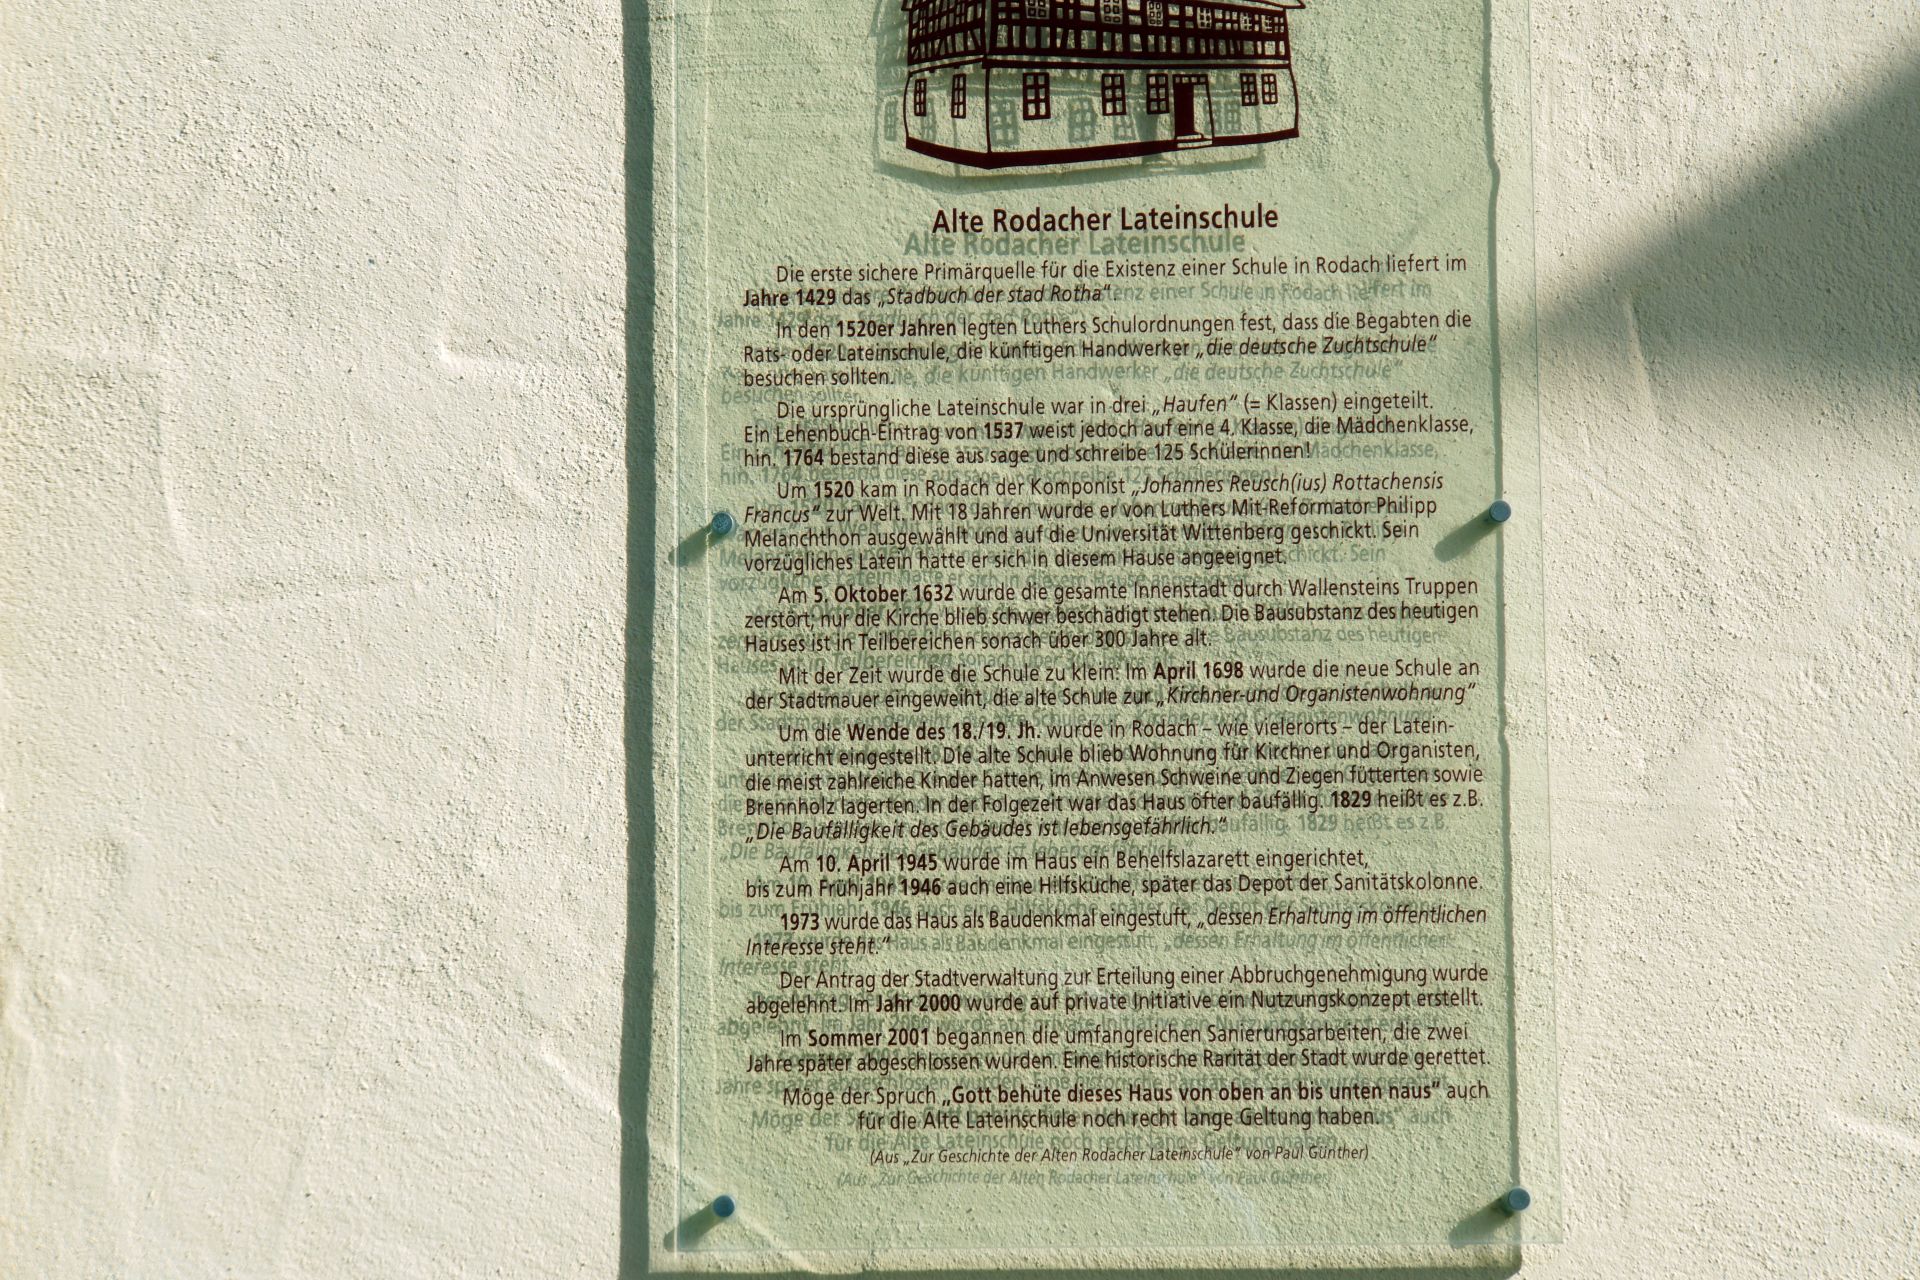 Alte Rodacher Lateinschule
Die erste sichere Primärquelle für die Existenz einer Schule in Rodach liefert im
Jahre 1429 das „Stadbuch der stad Rotha“.
In den 1520er Jahren legten Luthers Schulordnungen fest, dass die Begabten die
Rats- oder Lateinschule, die künftigen Handwerker „die deutsche Zuchtschule“
besuchen sollten.
Die ursprüngliche Lateinschule war in drei „Haufen“ (= Klassen) eingeteilt.
Ein Lehenbuch-Eintrag von 1537 weist jedoch auf eine 4. Klasse, die Mädchenklasse,
hin. 1764 bestand diese aus sage und schreibe 125 Schülerinnen!
Um 1520 kam in Rodach der Komponist „Johannes Reusch(ius) Rottachensis
Francus“ zur Welt. Mit 18 Jahren wurde er von Luthers Mit-Reformator Philipp
Melanchthon ausgewählt und auf die Universität Wittenberg geschickt. Sein
vorzügliches Latein hatte er sich in diesem Hause angeeignet.
Am 5. Oktober 1632 wurde die gesamte Innenstadt durch Wallensteins Truppen
zerstört; nur die Kirche blieb schwer beschädigt stehen. Die Bausubstanz des heutigen
Hauses ist in Teilbereichen sonach über 300 Jahre alt.
Mit der Zeit wurde die Schule zu klein: Im April 1698 wurde die neue Schule an
der Stadtmauer eingeweiht, die alte Schule zur „Kirchner-und Organistenwohnung“
Um die Wende des 18./19. Jh. wurde in Rodach – wie vielerorts – der Latein-
unterricht eingestellt. Die alte Schule blieb Wohnung für Kirchner und Organisten,
die meist zahlreiche Kinder hatten, im Anwesen Schweine und Ziegen fütterten sowie
Brennholz lagerten. In der Folgezeit war das Haus öfter baufällig. 1829 heißt es z.B.
„Die Baufälligkeit des Gebäudes ist lebensgefährlich.“
Am 10. April 1945 wurde im Haus ein Behelfslazarett eingerichtet,
bis zum Frühjahr 1946 auch eine Hilfsküche, später das Depot der Sanitätskolonne.
1973 wurde das Haus als Baudenkmal eingestuft, „dessen Erhaltung im öffentlichen
Interesse steht.“
Der Antrag der Stadtverwaltung zur Erteilung einer Abbruchgenehmigung wurde
abgelehnt. Im Jahr 2000 wurde auf private Initiative ein Nutzungskonzept erstellt.
Im Sommer 2001 begannen die umfangreichen Sanierungsarbeiten, die zwei
Jahre später abgeschlossen wurden. Eine historische Rarität der Stadt wurde gerettet.
Möge der Spruch „Gott behüte dieses Haus von oben an bis unten naus“ auch
für die Alte Lateinschule noch recht lange Geltung haben.
(Aus „Zur Geschichte der Alten Rodacher Lateinschule“ von Paul Günther)